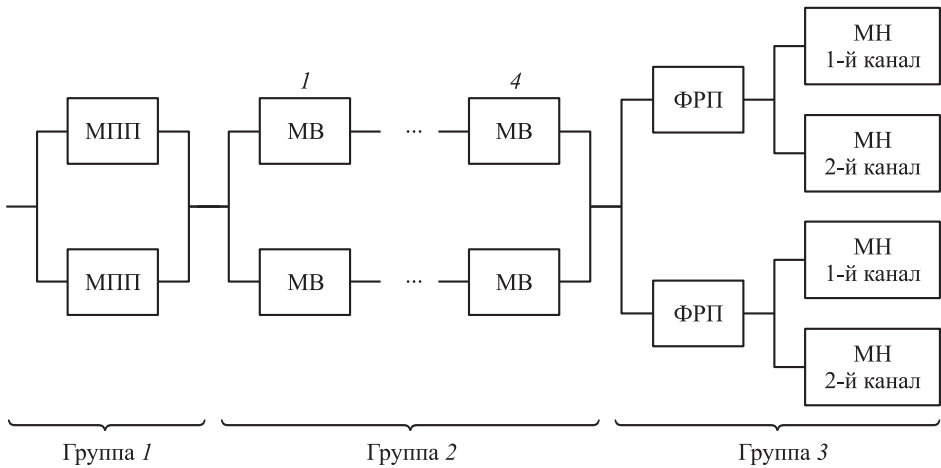 МН
1-й канал
1
4
ФРП
МПП
МВ
...
МВ
МН
2-й канал
МН
1-й канал
МПП
МВ
...
МВ
ФРП
МН
2-й канал
Группа 1
Группа 2
Группа 3